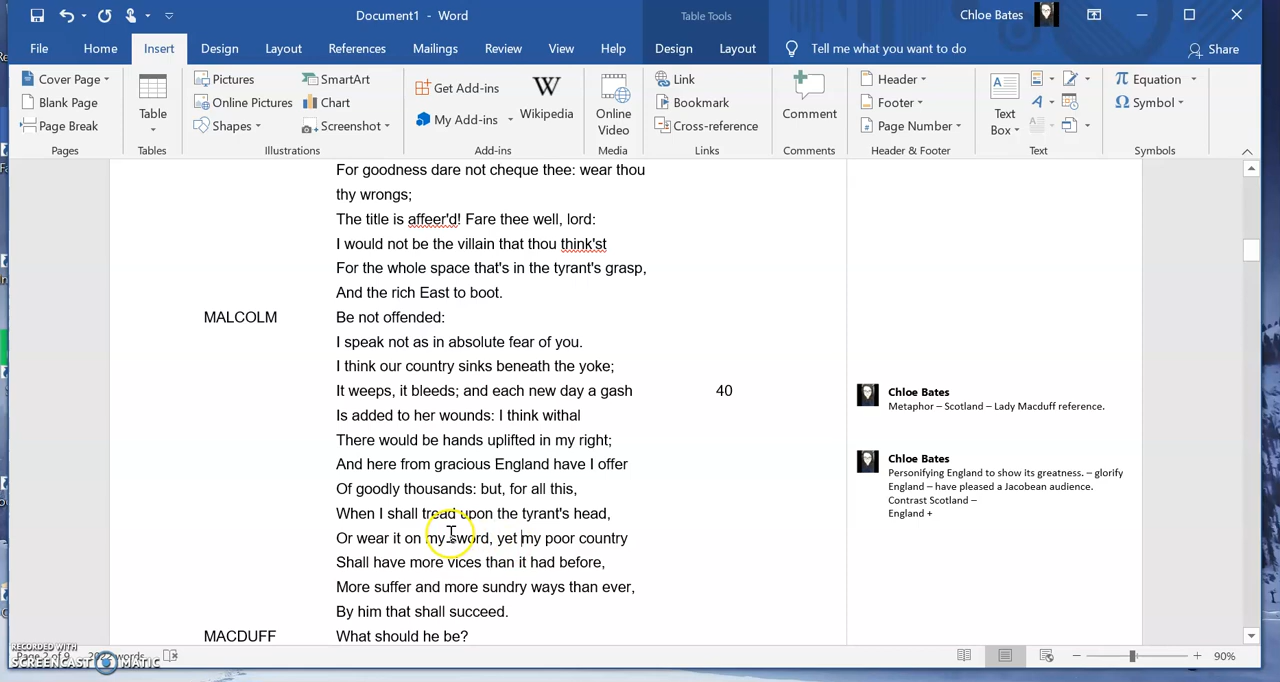 Document1 - Word
Table Tools
Chloe Bates
File Home Insert Design Layout References Mailings Review View Help Design Layout Tell me what you want to do Share
Cover Page
Blank Page
Page Break
Pages
Table
Tables
Pictures
Online Pictures
Shapes
SmartArt
Chart
Screenshot
Illustrations
Get Add-ins
My Add-ins
W
Wikipedia
Add-ins
Online
Video
Media
Link
Bookmark
Cross-reference
Links
Comment
Comments
Header
Footer
Page Number
Header & Footer
Text
Box
Text
Equation
Symbol
Symbols
For goodness dare not cheque thee: wear thou
thy wrongs;
The title is affeer'd! Fare thee well, lord:
I would not be the villain that thou think'st
For the whole space that's in the tyrant's grasp,
And the rich East to boot.
MALCOLM Be not offended:
I speak not as in absolute fear of you.
I think our country sinks beneath the yoke;
It weeps, it bleeds; and each new day a gash 40
Is added to her wounds: I think withal
There would be hands uplifted in my right;
And here from gracious England have I offer
Of goodly thousands: but, for all this,
When I shall tread upon the tyrant's head,
Or wear it on my sword, yet my poor country
Shall have more vices than it had before,
More suffer and more sundry ways than ever,
By him that shall succeed.
MACDUFF What should he be?
Chloe Bates
Metaphor – Scotland – Lady Macduff reference.
Chloe Bates
Personifying England to show its greatness. – glorify
England – have pleased a Jacobean audience.
Contrast Scotland –
England +
RECORDED WITH
SCREENCAST MATIC
Page 2 of 9 words
90%